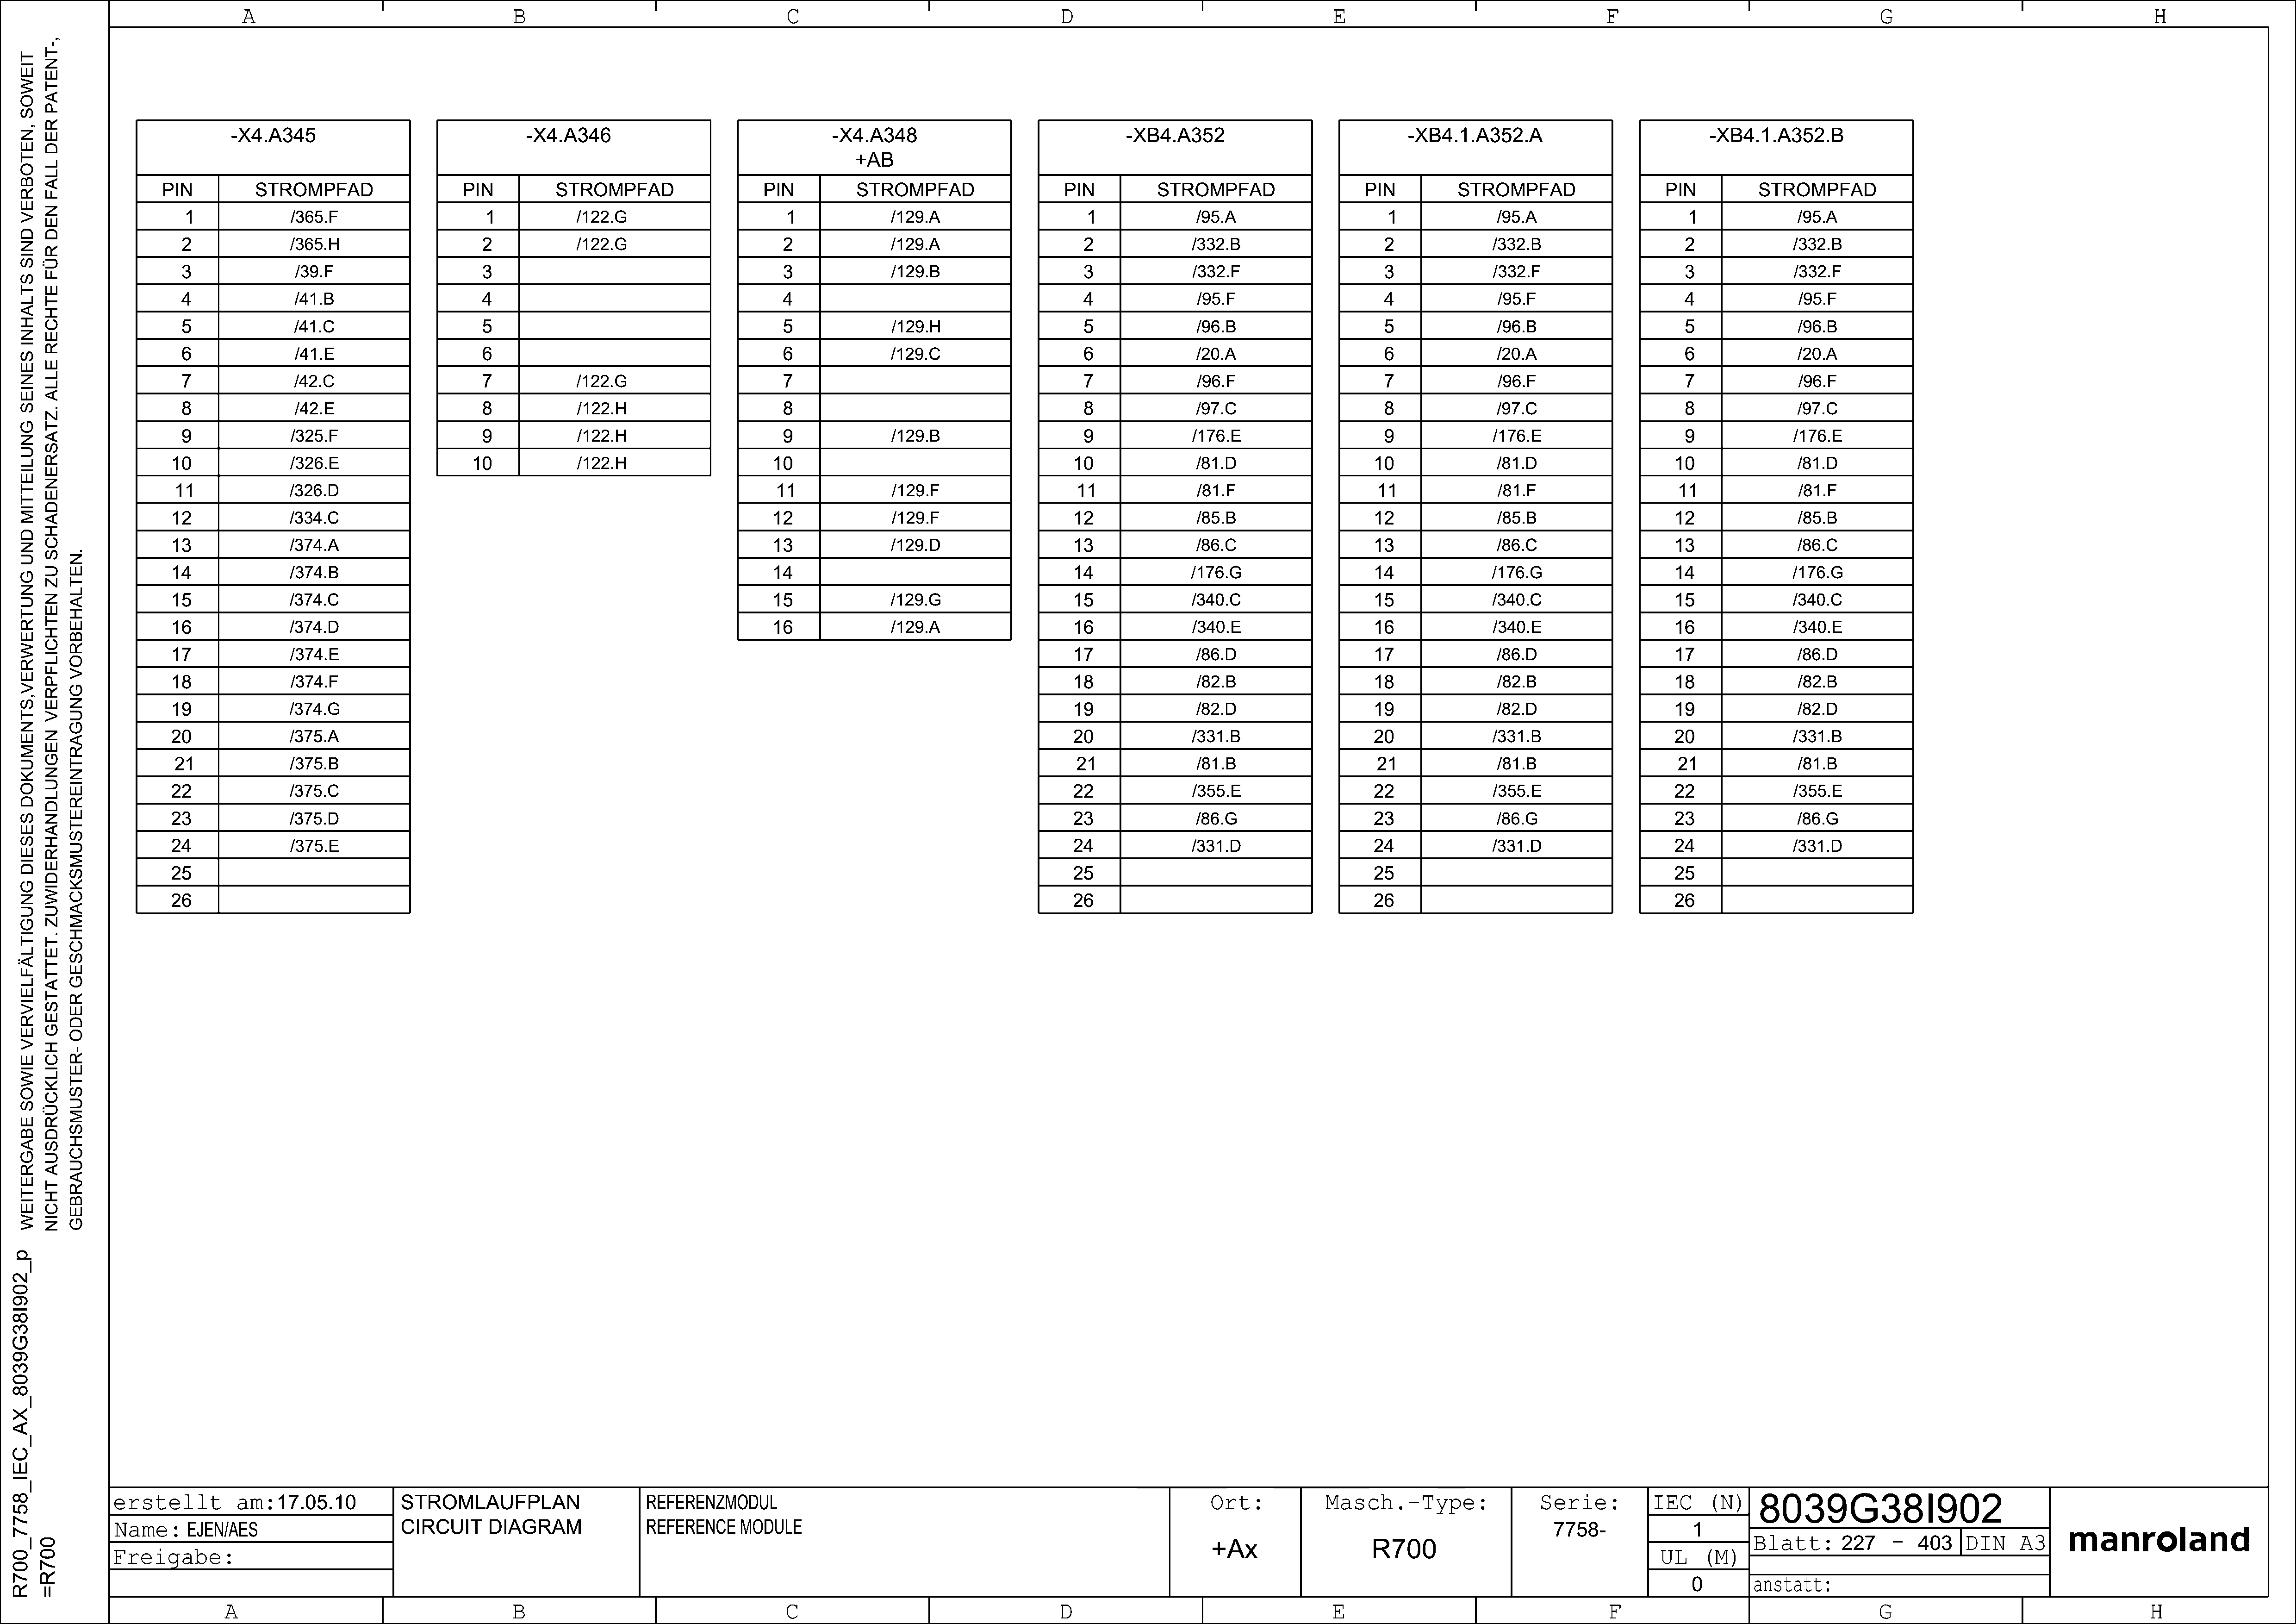 A B C D E F G H
WEITERGABE SOWIE VERVIELFÄLTIGUNG DIESES DOKUMENTS,VERWERTUNG UND MITTEILUNG SEINES INHALTS SIND VERBOTEN, SOWEIT
NICHT AUSDRÜCKLICH GESTATTET. ZUWIDERHANDLUNGEN VERPFLICHTEN ZU SCHADENERSATZ. ALLE RECHTE FÜR DEN FALL DER PATENT-,
GEBRAUCHSMUSTER- ODER GESCHMACKSMUSTEREINTRAGUNG VORBEHALTEN.
R700_7758_IEC_AX_8039G38I902_p
=R700
-X4.A345
PIN STROMPFAD
1 /365.F
2 /365.H
3 /39.F
4 /41.B
5 /41.C
6 /41.E
7 /42.C
8 /42.E
9 /325.F
10 /326.E
11 /326.D
12 /334.C
13 /374.A
14 /374.B
15 /374.C
16 /374.D
17 /374.E
18 /374.F
19 /374.G
20 /375.A
21 /375.B
22 /375.C
23 /375.D
24 /375.E
25
26
-X4.A346
PIN STROMPFAD
1 /122.G
2 /122.G
3
4
5
6
7 /122.G
8 /122.H
9 /122.H
10 /122.H
-X4.A348
+AB
PIN STROMPFAD
1 /129.A
2 /129.A
3 /129.B
4
5 /129.H
6 /129.C
7
8
9 /129.B
10
11 /129.F
12 /129.F
13 /129.D
14
15 /129.G
16 /129.A
-XB4.A352
PIN STROMPFAD
1 /95.A
2 /332.B
3 /332.F
4 /95.F
5 /96.B
6 /20.A
7 /96.F
8 /97.C
9 /176.E
10 /81.D
11 /81.F
12 /85.B
13 /86.C
14 /176.G
15 /340.C
16 /340.E
17 /86.D
18 /82.B
19 /82.D
20 /331.B
21 /81.B
22 /355.E
23 /86.G
24 /331.D
25
26
-XB4.1.A352.A
PIN STROMPFAD
1 /95.A
2 /332.B
3 /332.F
4 /95.F
5 /96.B
6 /20.A
7 /96.F
8 /97.C
9 /176.E
10 /81.D
11 /81.F
12 /85.B
13 /86.C
14 /176.G
15 /340.C
16 /340.E
17 /86.D
18 /82.B
19 /82.D
20 /331.B
21 /81.B
22 /355.E
23 /86.G
24 /331.D
25
26
-XB4.1.A352.B
PIN STROMPFAD
1 /95.A
2 /332.B
3 /332.F
4 /95.F
5 /96.B
6 /20.A
7 /96.F
8 /97.C
9 /176.E
10 /81.D
11 /81.F
12 /85.B
13 /86.C
14 /176.G
15 /340.C
16 /340.E
17 /86.D
18 /82.B
19 /82.D
20 /331.B
21 /81.B
22 /355.E
23 /86.G
24 /331.D
25
26
erstellt am:17.05.10
Name: EJEN/AES
Freigabe:
STROMLAUFPLAN
CIRCUIT DIAGRAM
REFERENZMODUL
REFERENCE MODULE
Ort:
+Ax
Masch.-Type:
R700
Serie:
7758-
IEC (N)
1
UL (M)
0
8039G38I902
Blatt: 227 - 403 DIN A3
anstatt:
manroland
A B C D E F G H